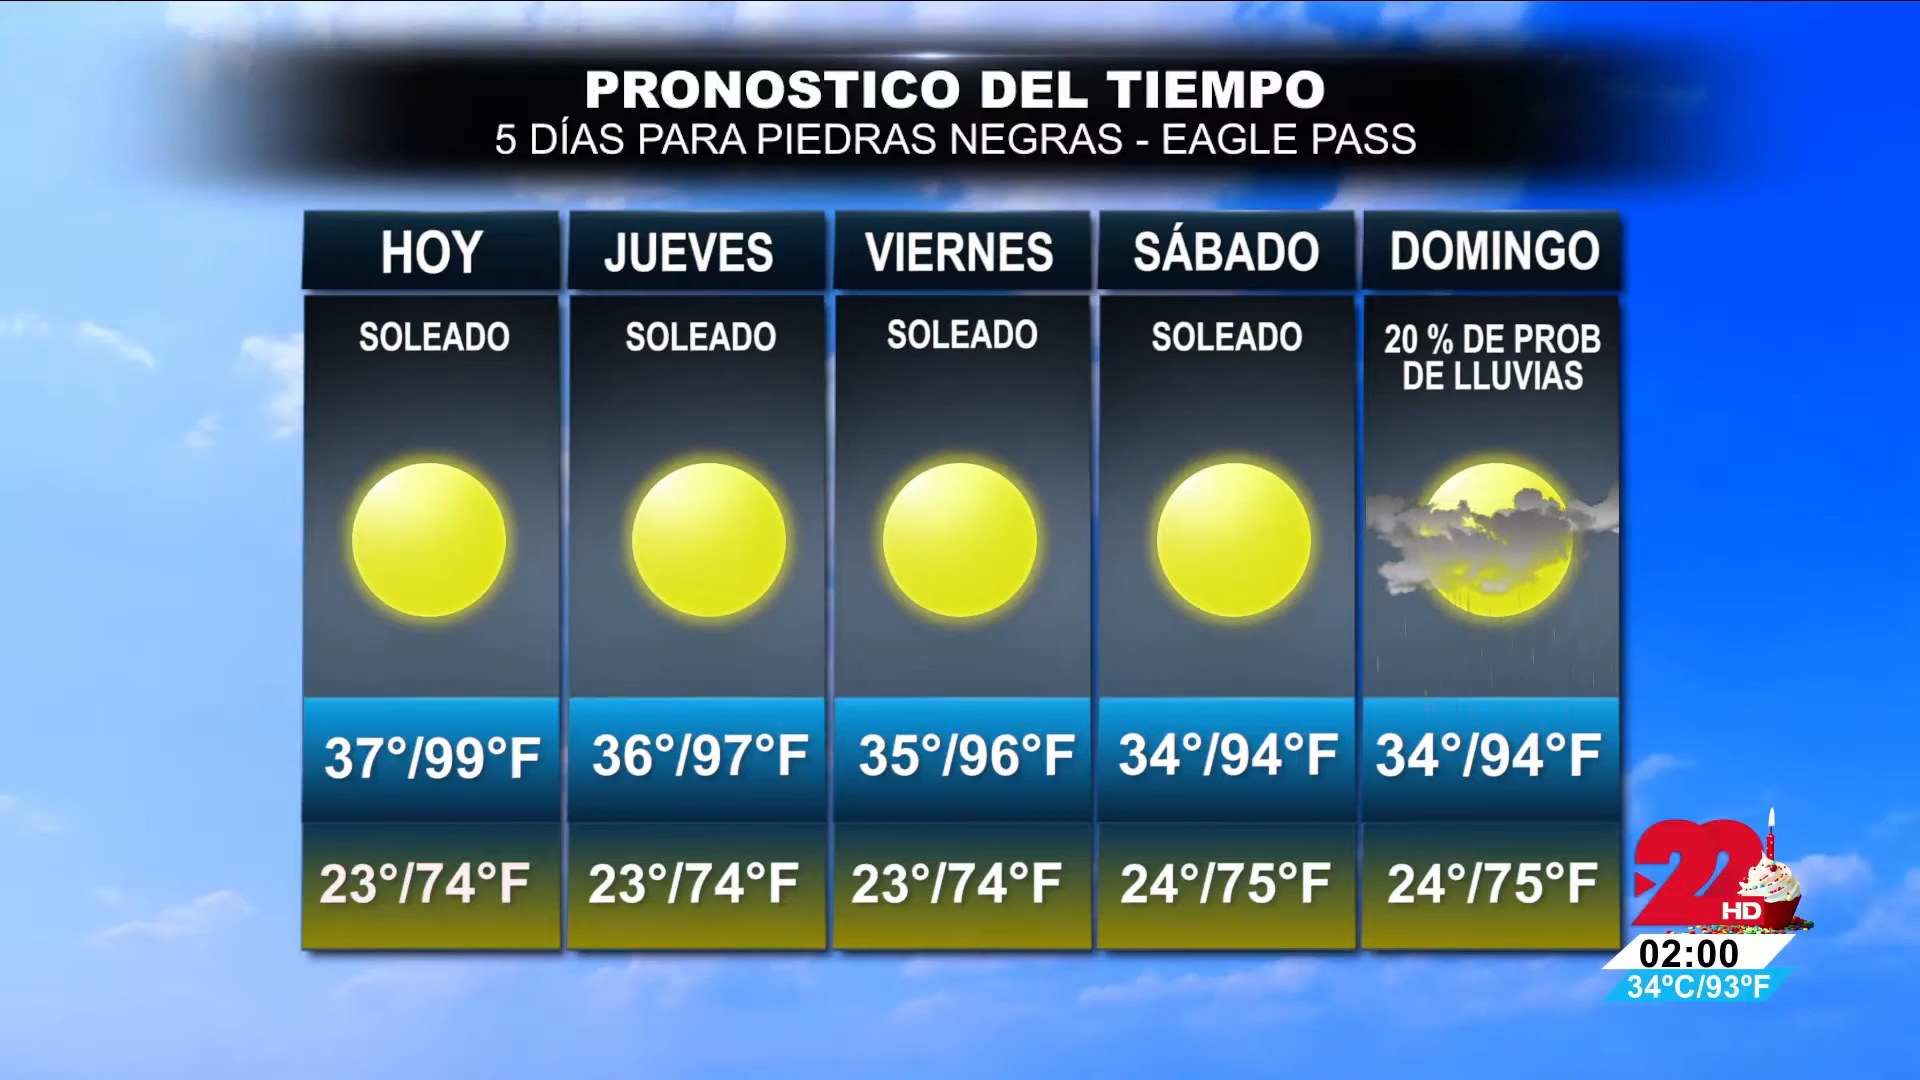 PRONOSTICO DEL TIEMPO
5 DÍAS PARA PIEDRAS NEGRAS - EAGLE PASS
HOY
SOLEADO
37°/99°F
23°/74°F
JUEVES
SOLEADO
36°/97°F
23°/74°F
VIERNES
SOLEADO
35°/96°F
23°/74°F
SÁBADO
SOLEADO
34°/94°F
24°/75°F
DOMINGO
20 % DE PROB
DE LLUVIAS
34°/94°F
24°/75°F
22
HD
02:00
34ºC/93ºF